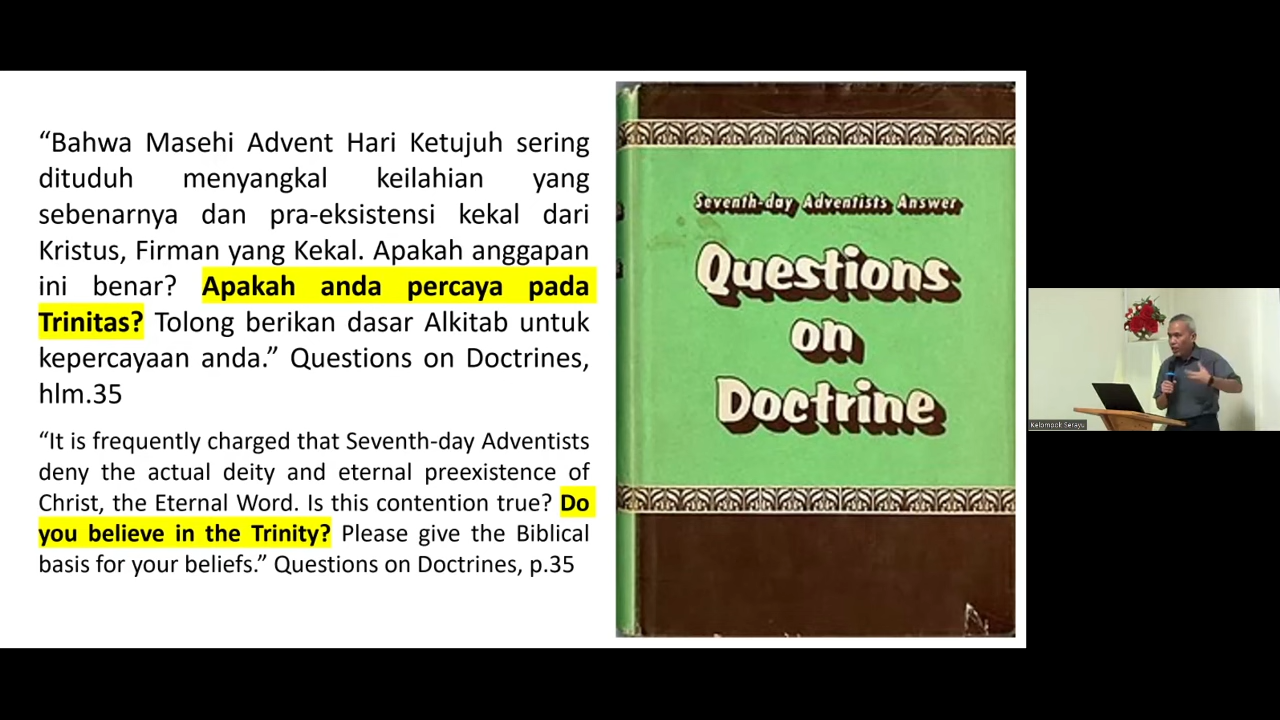 “Bahwa Masehi Advent Hari Ketujuh sering
dituduh menyangkal keilahian yang
sebenarnya dan pra-eksistensi kekal dari
Kristus, Firman yang Kekal. Apakah anggapan
ini benar? Apakah anda percaya pada
Trinitas? Tolong berikan dasar Alkitab untuk
kepercayaan anda.” Questions on Doctrines,
hlm.35
“It is frequently charged that Seventh-day Adventists
deny the actual deity and eternal preexistence of
Christ, the Eternal Word. Is this contention true? Do
you believe in the Trinity? Please give the Biblical
basis for your beliefs.” Questions on Doctrines, p.35
Seventh-day Adventists Answer
Questions
on
Doctrine
Kelompok Serayu